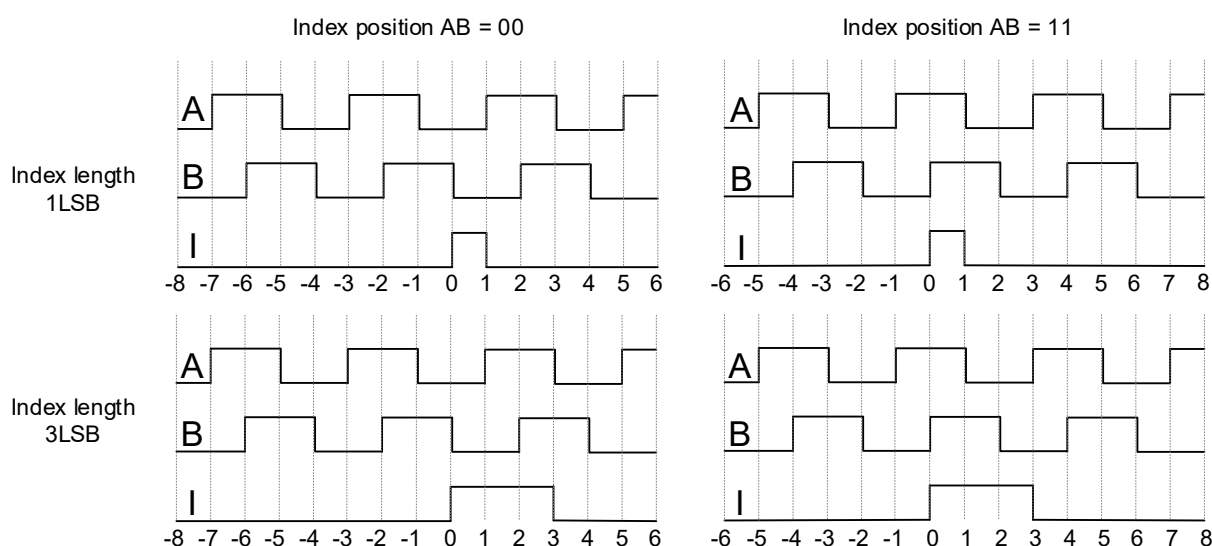 Index position AB = 00
Index position AB = 11
Index length
1LSB
A
B
I
-8 -7 -6 -5 -4 -3 -2 -1 0 1 2 3 4 5 6
A
B
I
-6 -5 -4 -3 -2 -1 0 1 2 3 4 5 6 7 8
Index length
3LSB
A
B
I
-8 -7 -6 -5 -4 -3 -2 -1 0 1 2 3 4 5 6
A
B
I
-6 -5 -4 -3 -2 -1 0 1 2 3 4 5 6 7 8